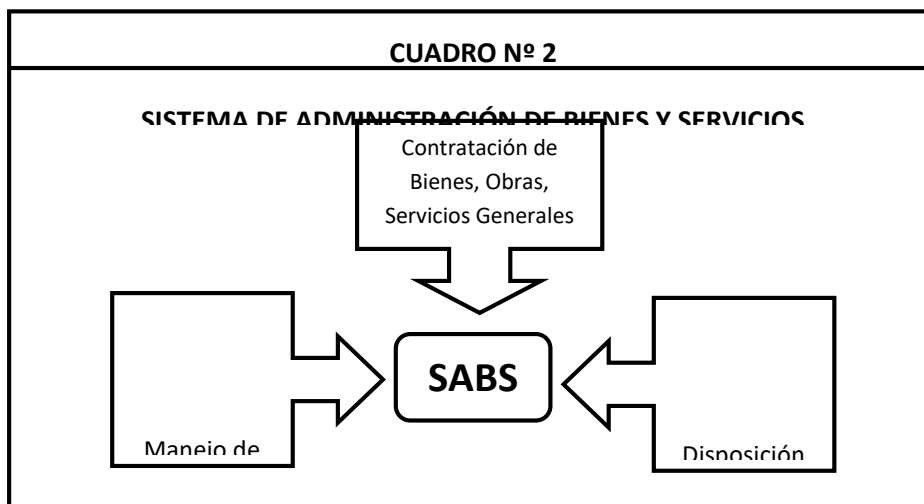 CUADRO Nº 2
SISTEMA DE ADMINISTRACIÓN DE BIENES Y SERVICIOS
Contratación de
Bienes, Obras,
Servicios Generales
SABS
Manejo de
Disposición